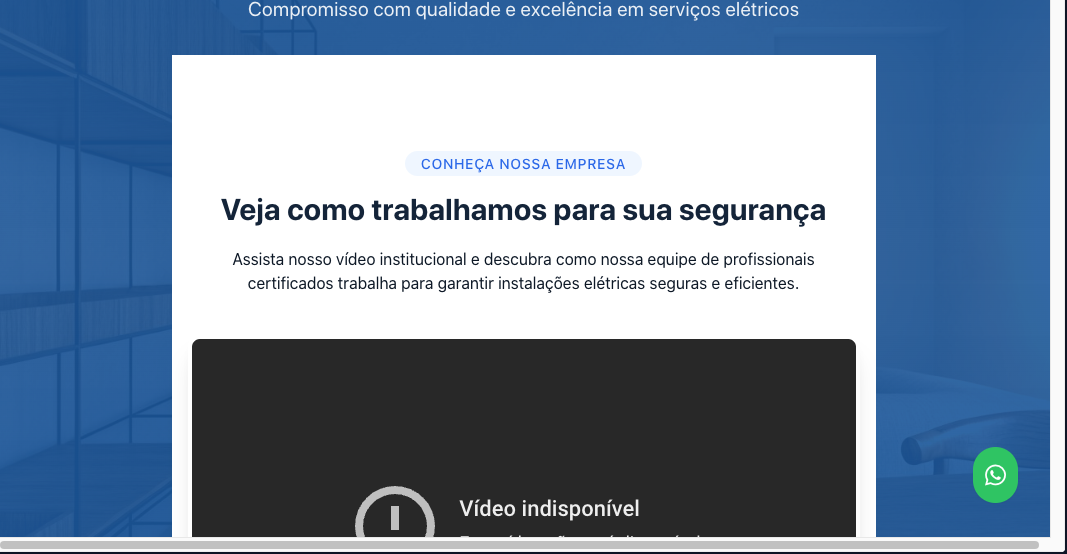 Compromisso com qualidade e excelência em serviços elétricos
CONHEÇA NOSSA EMPRESA
Veja como trabalhamos para sua segurança
Assista nosso vídeo institucional e descubra como nossa equipe de profissionais
certificados trabalha para garantir instalações elétricas seguras e eficientes.
Vídeo indisponível